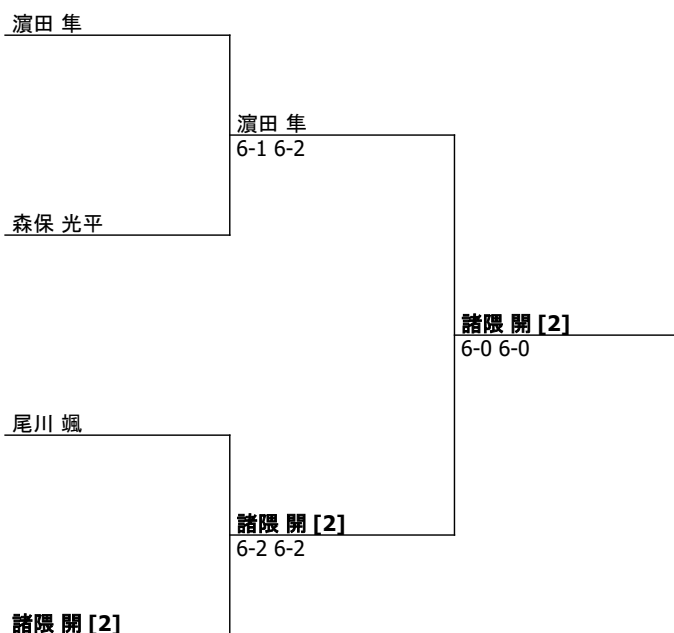 濵田 隼
濵田 隼
6-1 6-2
森保 光平
諸隈 開 [2]
6-0 6-0
尾川 颯
諸隈 開 [2]
6-2 6-2
諸隈 開 [2]